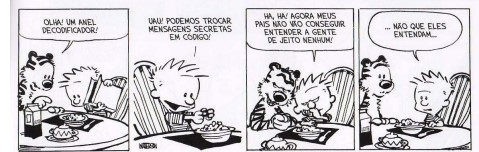 OLHA! UM ANEL
DECODIFICADOR!
UAU! PODEMOS TROCAR
MENSAGENS SECRETAS
EM CÓDIGO!
HA, HA! AGORA MEUS
PAIS NÃO VÃO CONSEGUIR
ENTENDER A GENTE
DE JEITO NENHUM!
... NÃO QUE ELES
ENTENDAM...
WATTERSON